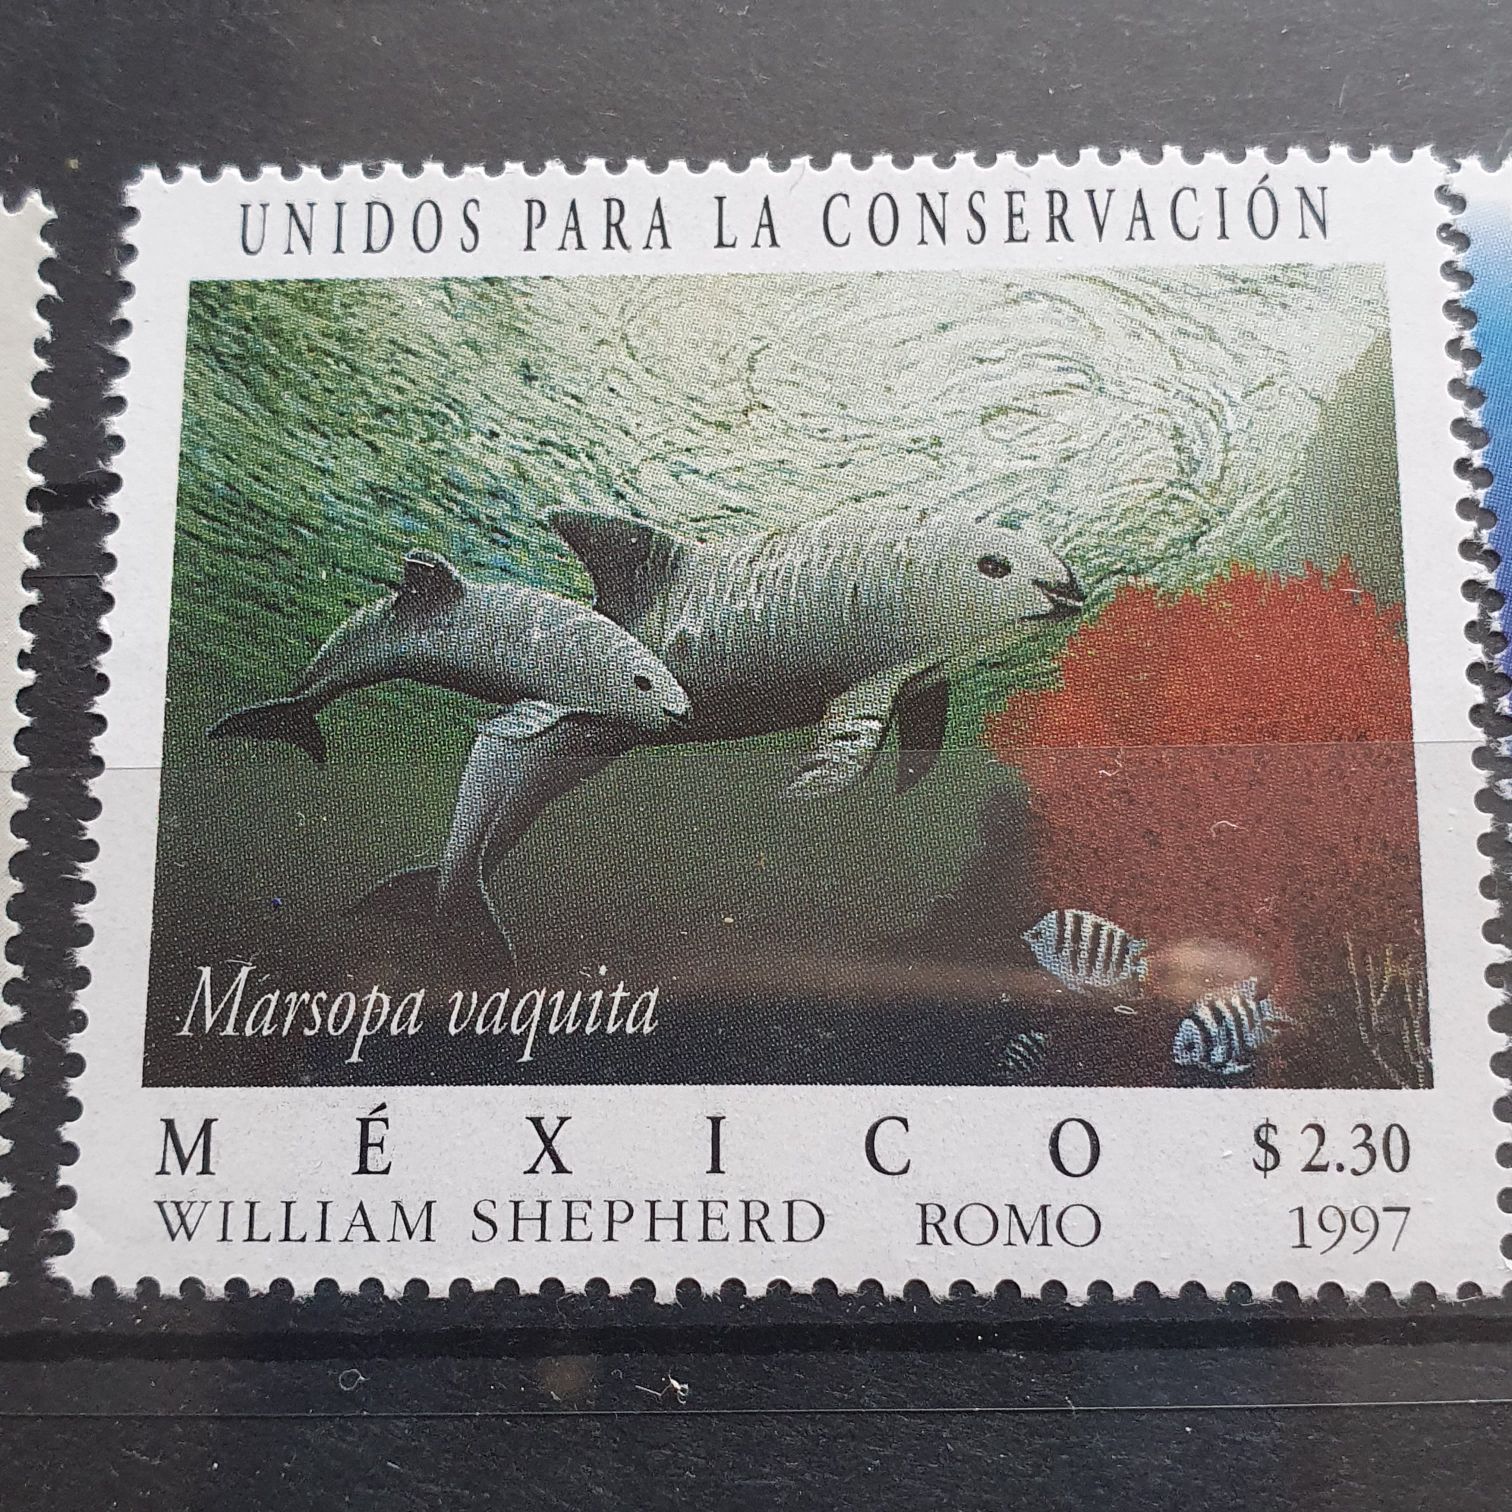 UNIDOS PARA LA CONSERVACIÓN
Marsopa vaquita
MÉXICO $2.30
WILLIAM SHEPHERD ROMO 1997